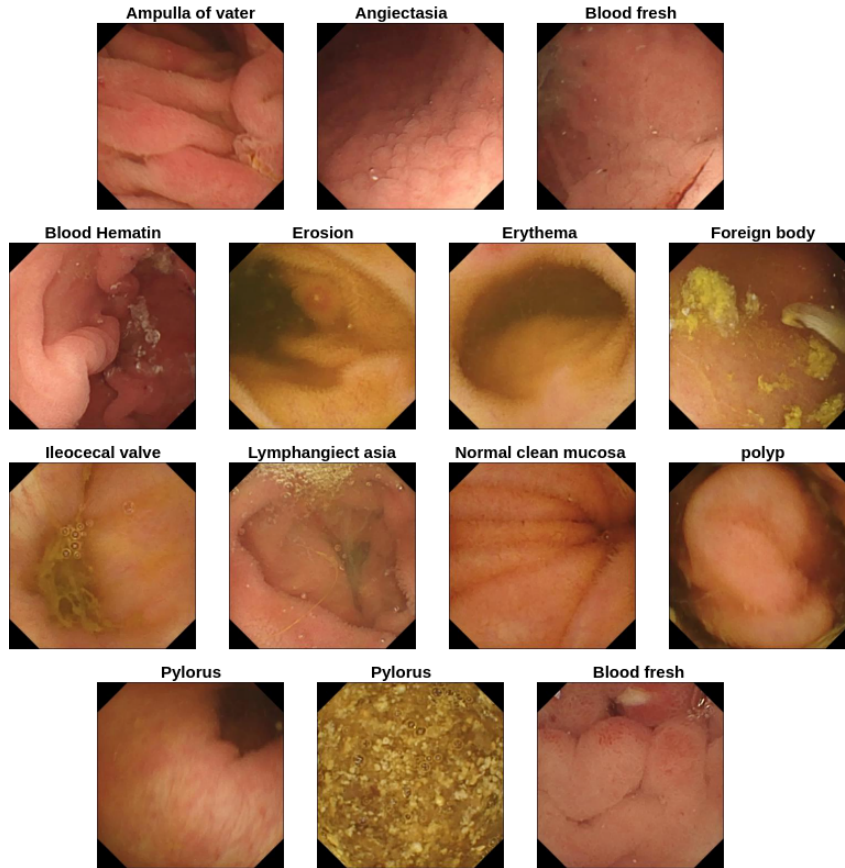 Ampulla of vater
Angiectasia
Blood fresh
Blood Hematin
Erosion
Erythema
Foreign body
Ileocecal valve
Lymphangiect asia
Normal clean mucosa
polyp
Pylorus
Pylorus
Blood fresh